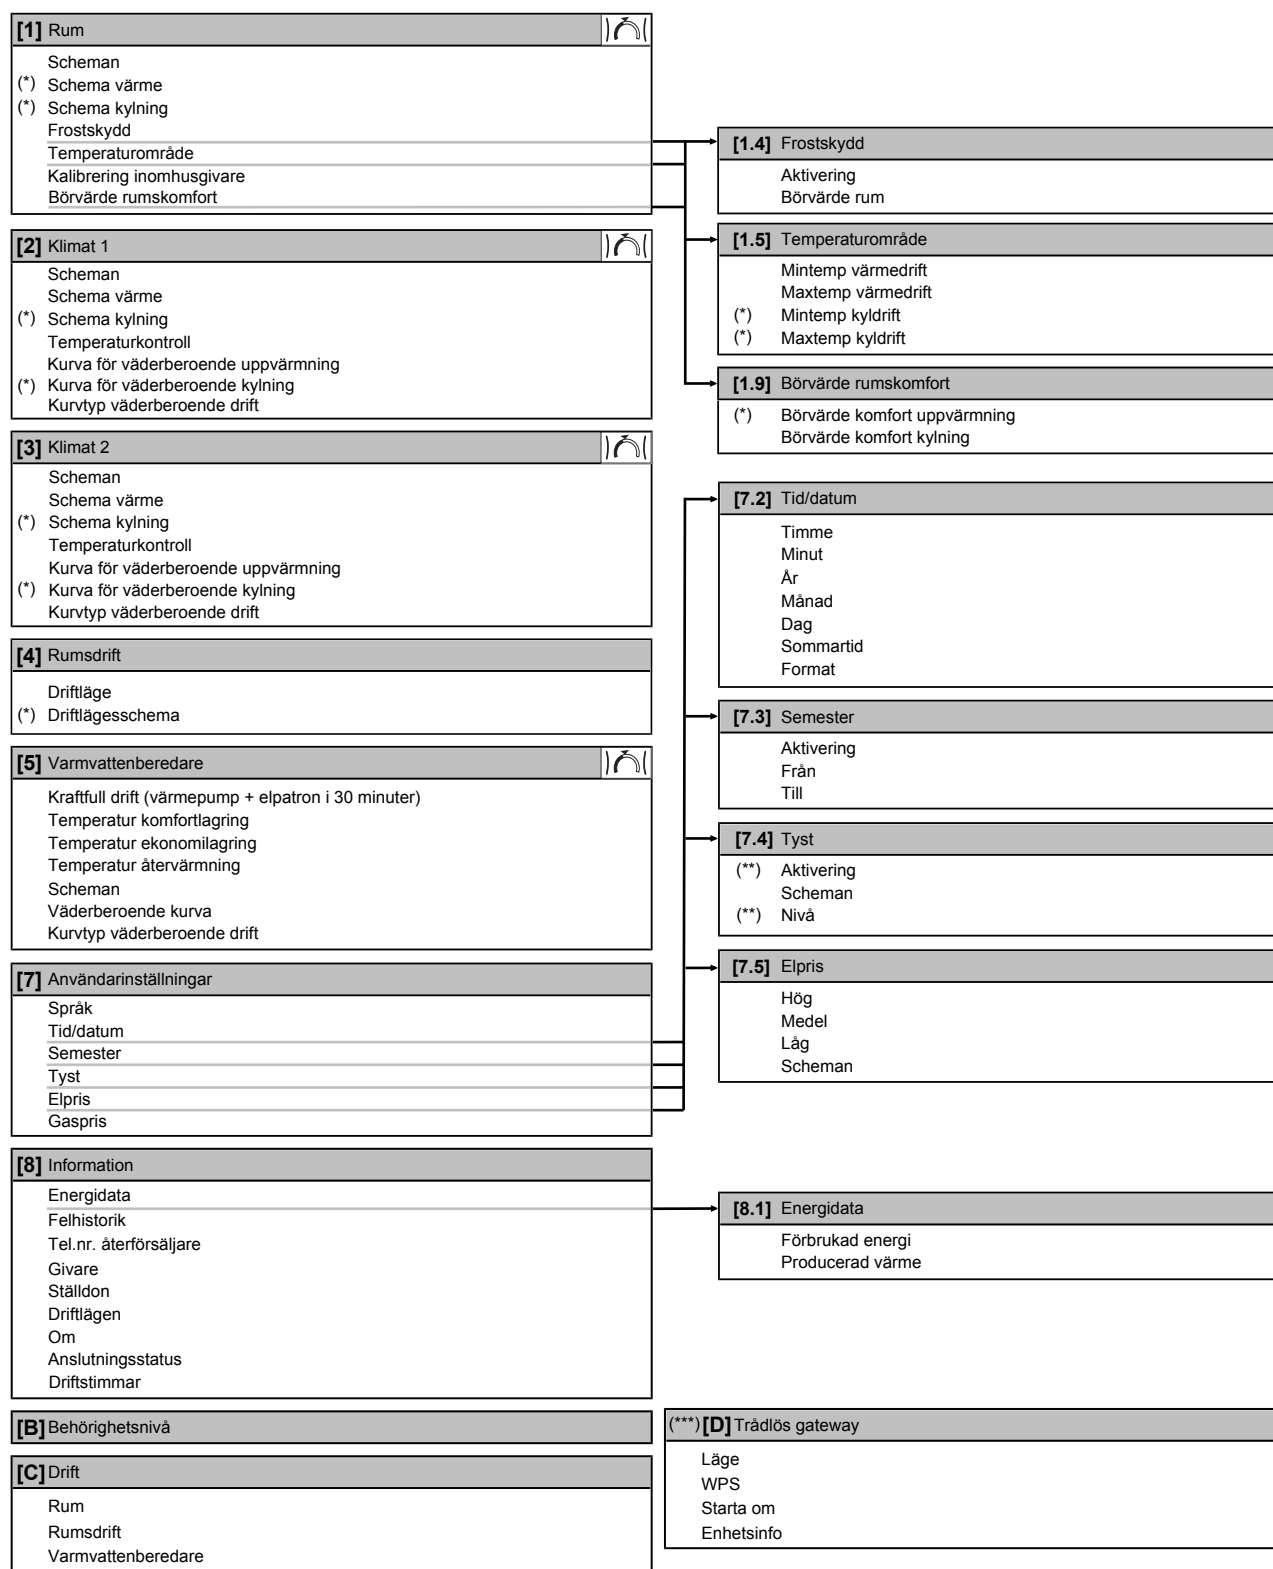 [1] Rum
Scheman
(*) Schema värme
(*) Schema kylning
Frostskydd
Temperaturområde
Kalibrering inomhusgivare
Börvärde rumskomfort
[2] Klimat 1
Scheman
Schema värme
(*) Schema kylning
Temperaturkontroll
Kurva för väderberoende uppvärmning
(*) Kurva för väderberoende kylning
Kurvtyp väderberoende drift
[3] Klimat 2
Scheman
Schema värme
(*) Schema kylning
Temperaturkontroll
Kurva för väderberoende uppvärmning
(*) Kurva för väderberoende kylning
Kurvtyp väderberoende drift
[4] Rumsdrift
Driftläge
(*) Driftlägesschema
[5] Varmvattenberedare
Kraftfull drift (värmepump + elpatron i 30 minuter)
Temperatur komfortlagring
Temperatur ekonomilagring
Temperatur återvärmning
Scheman
Väderberoende kurva
Kurvtyp väderberoende drift
[7] Användarinställningar
Språk
Tid/datum
Semester
Tyst
Elpris
Gaspris
[8] Information
Energidata
Felhistorik
Tel.nr. återförsäljare
Givare
Ställdon
Driftlägen
Om
Anslutningsstatus
Driftstimmar
[B] Behörighetsnivå
[C] Drift
Rum
Rumsdrift
Varmvattenberedare
[1.4] Frostskydd
Aktivering
Börvärde rum
[1.5] Temperaturområde
Mintemp värmedrift
Maxtemp värmedrift
(*) Mintemp kyldrift
(*) Maxtemp kyldrift
[1.9] Börvärde rumskomfort
(*) Börvärde komfort uppvärmning
Börvärde komfort kylning
[7.2] Tid/datum
Timme
Minut
År
Månad
Dag
Sommartid
Format
[7.3] Semester
Aktivering
Från
Till
[7.4] Tyst
(**) Aktivering
Scheman
(**) Nivå
[7.5] Elpris
Hög
Medel
Låg
Scheman
[8.1] Energidata
Förbrukad energi
Producerad värme
(***) [D] Trådlös gateway
Läge
WPS
Starta om
Enhetsinfo